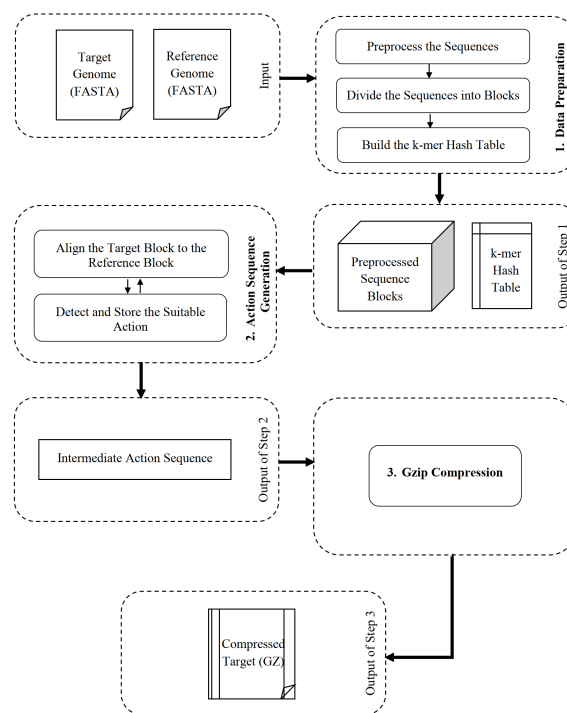 Target
Genome
(FASTA)
Reference
Genome
(FASTA)
Input
Preprocess the Sequences
Divide the Sequences into Blocks
Build the k-mer Hash Table
1. Data Preparation
Align the Target Block to the
Reference Block
Detect and Store the Suitable
Action
2. Action Sequence
Generation
Preprocessed
Sequence
Blocks
k-mer
Hash
Table
Output of Step 1
Intermediate Action Sequence
Output of Step 2
3. Gzip Compression
Compressed
Target (GZ)
Output of Step 3